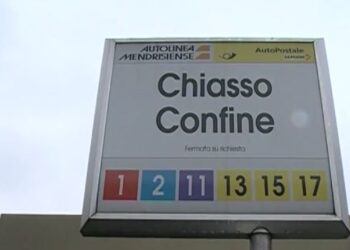 AUTOLINEA
MENDRISIENSE
AutoPostale
Chiasso
Confine
Fermata su richiesta
1 2 11 13 15 17